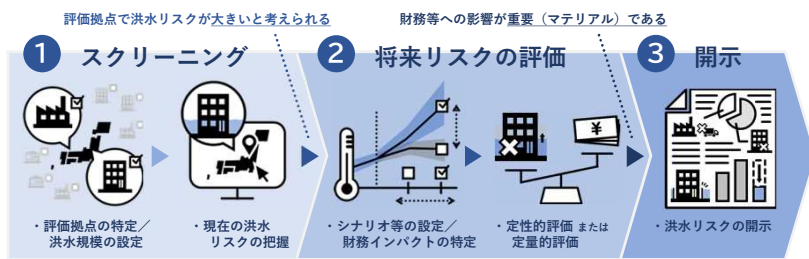 評価拠点で洪水リスクが大きいと考えられる
財務等への影響が重要（マテリアル）である
1 スクリーニング
2 将来リスクの評価
3 開示
¥
・評価拠点の特定／
洪水規模の設定
・現在の洪水
リスクの把握
・シナリオ等の設定／
財務インパクトの特定
・定性的評価 または
定量的評価
・洪水リスクの開示